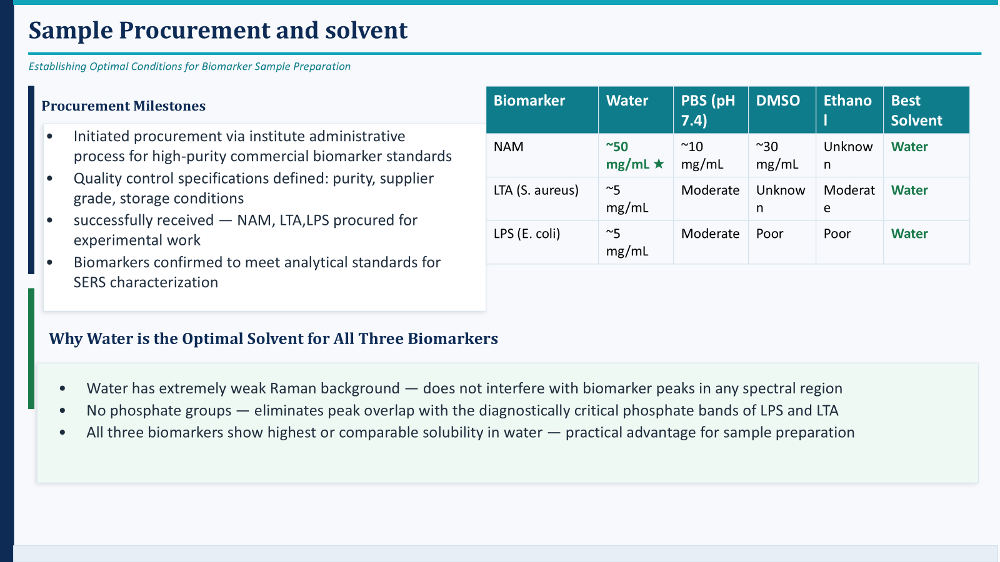 Sample Procurement and solvent
Establishing Optimal Conditions for Biomarker Sample Preparation
Procurement Milestones
• Initiated procurement via institute administrative
process for high-purity commercial biomarker standards
• Quality control specifications defined: purity, supplier
grade, storage conditions
• successfully received — NAM, LTA,LPS procured for
experimental work
• Biomarkers confirmed to meet analytical standards for
SERS characterization
Biomarker Water PBS (pH 7.4) DMSO Ethanol Best Solvent
NAM ~50 mg/mL ★ ~10 mg/mL ~30 mg/mL Unknown Water
LTA (S. aureus) ~5 mg/mL Moderate Unknown Moderate Water
LPS (E. coli) ~5 mg/mL Moderate Poor Poor Water
Why Water is the Optimal Solvent for All Three Biomarkers
• Water has extremely weak Raman background — does not interfere with biomarker peaks in any spectral region
• No phosphate groups — eliminates peak overlap with the diagnostically critical phosphate bands of LPS and LTA
• All three biomarkers show highest or comparable solubility in water — practical advantage for sample preparation